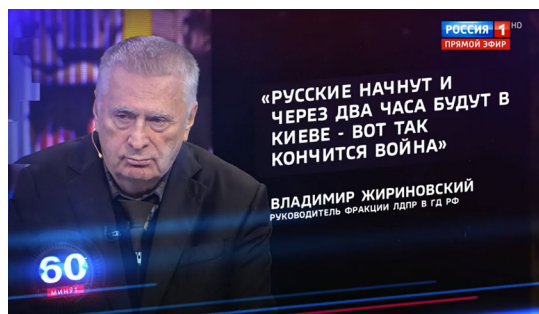 РОССИЯ 1 HD
ПРЯМОЙ ЭФИР
«РУССКИЕ НАЧНУТ И
ЧЕРЕЗ ДВА ЧАСА БУДУТ В
КИЕВЕ - ВОТ ТАК
КОНЧИТСЯ ВОЙНА»
ВЛАДИМИР ЖИРИНОВСКИЙ
РУКОВОДИТЕЛЬ ФРАКЦИИ ЛДПР В ГД РФ
60
МИНУТ